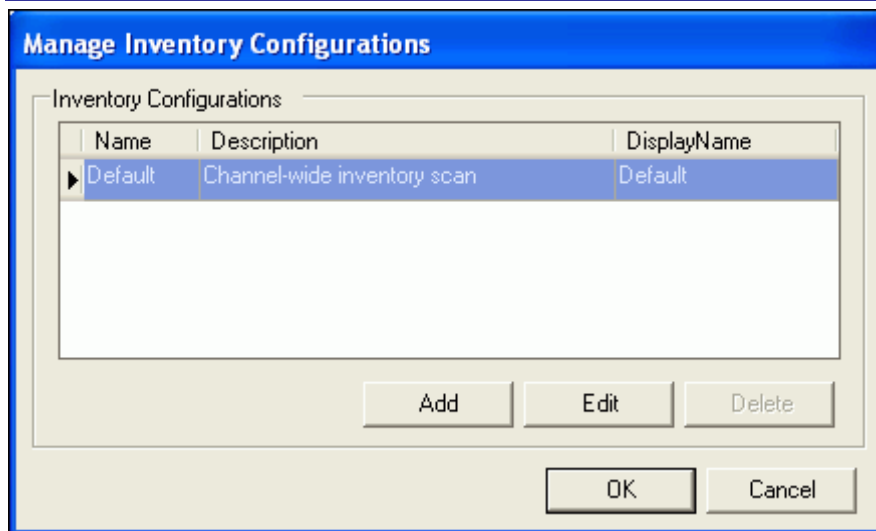 Manage Inventory Configurations
Inventory Configurations
Name Description DisplayName
Default Channel-wide inventory scan Default
Add Edit Delete
OK Cancel